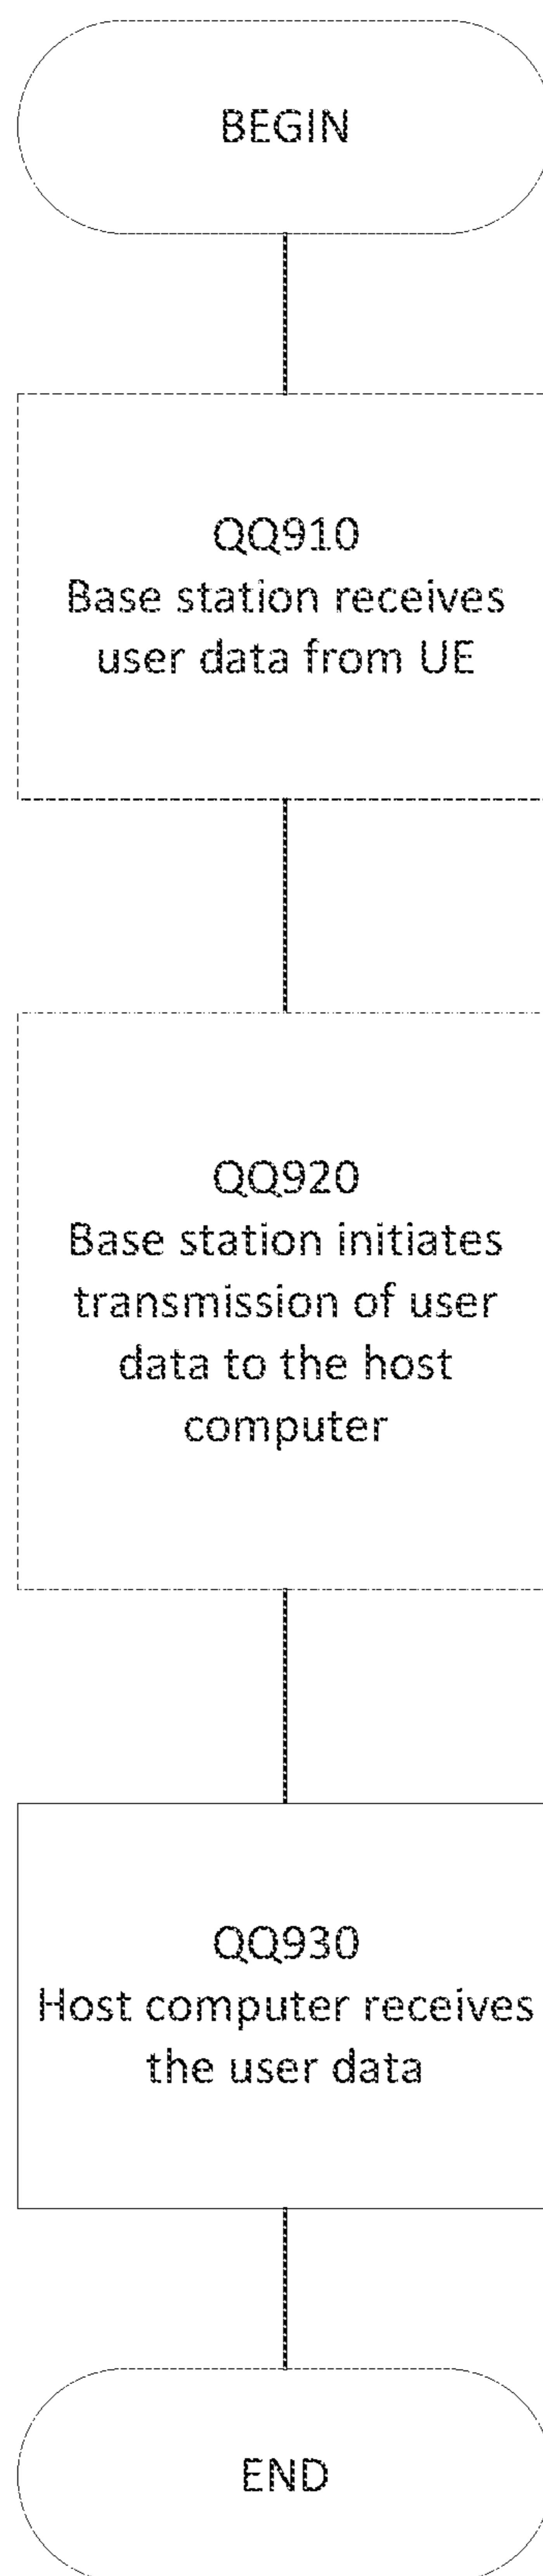 BEGIN
QQ910
Base station receives
user data from UE
QQ920
Base station initiates
transmission of user
data to the host
computer
QQ930
Host computer receives
the user data
END